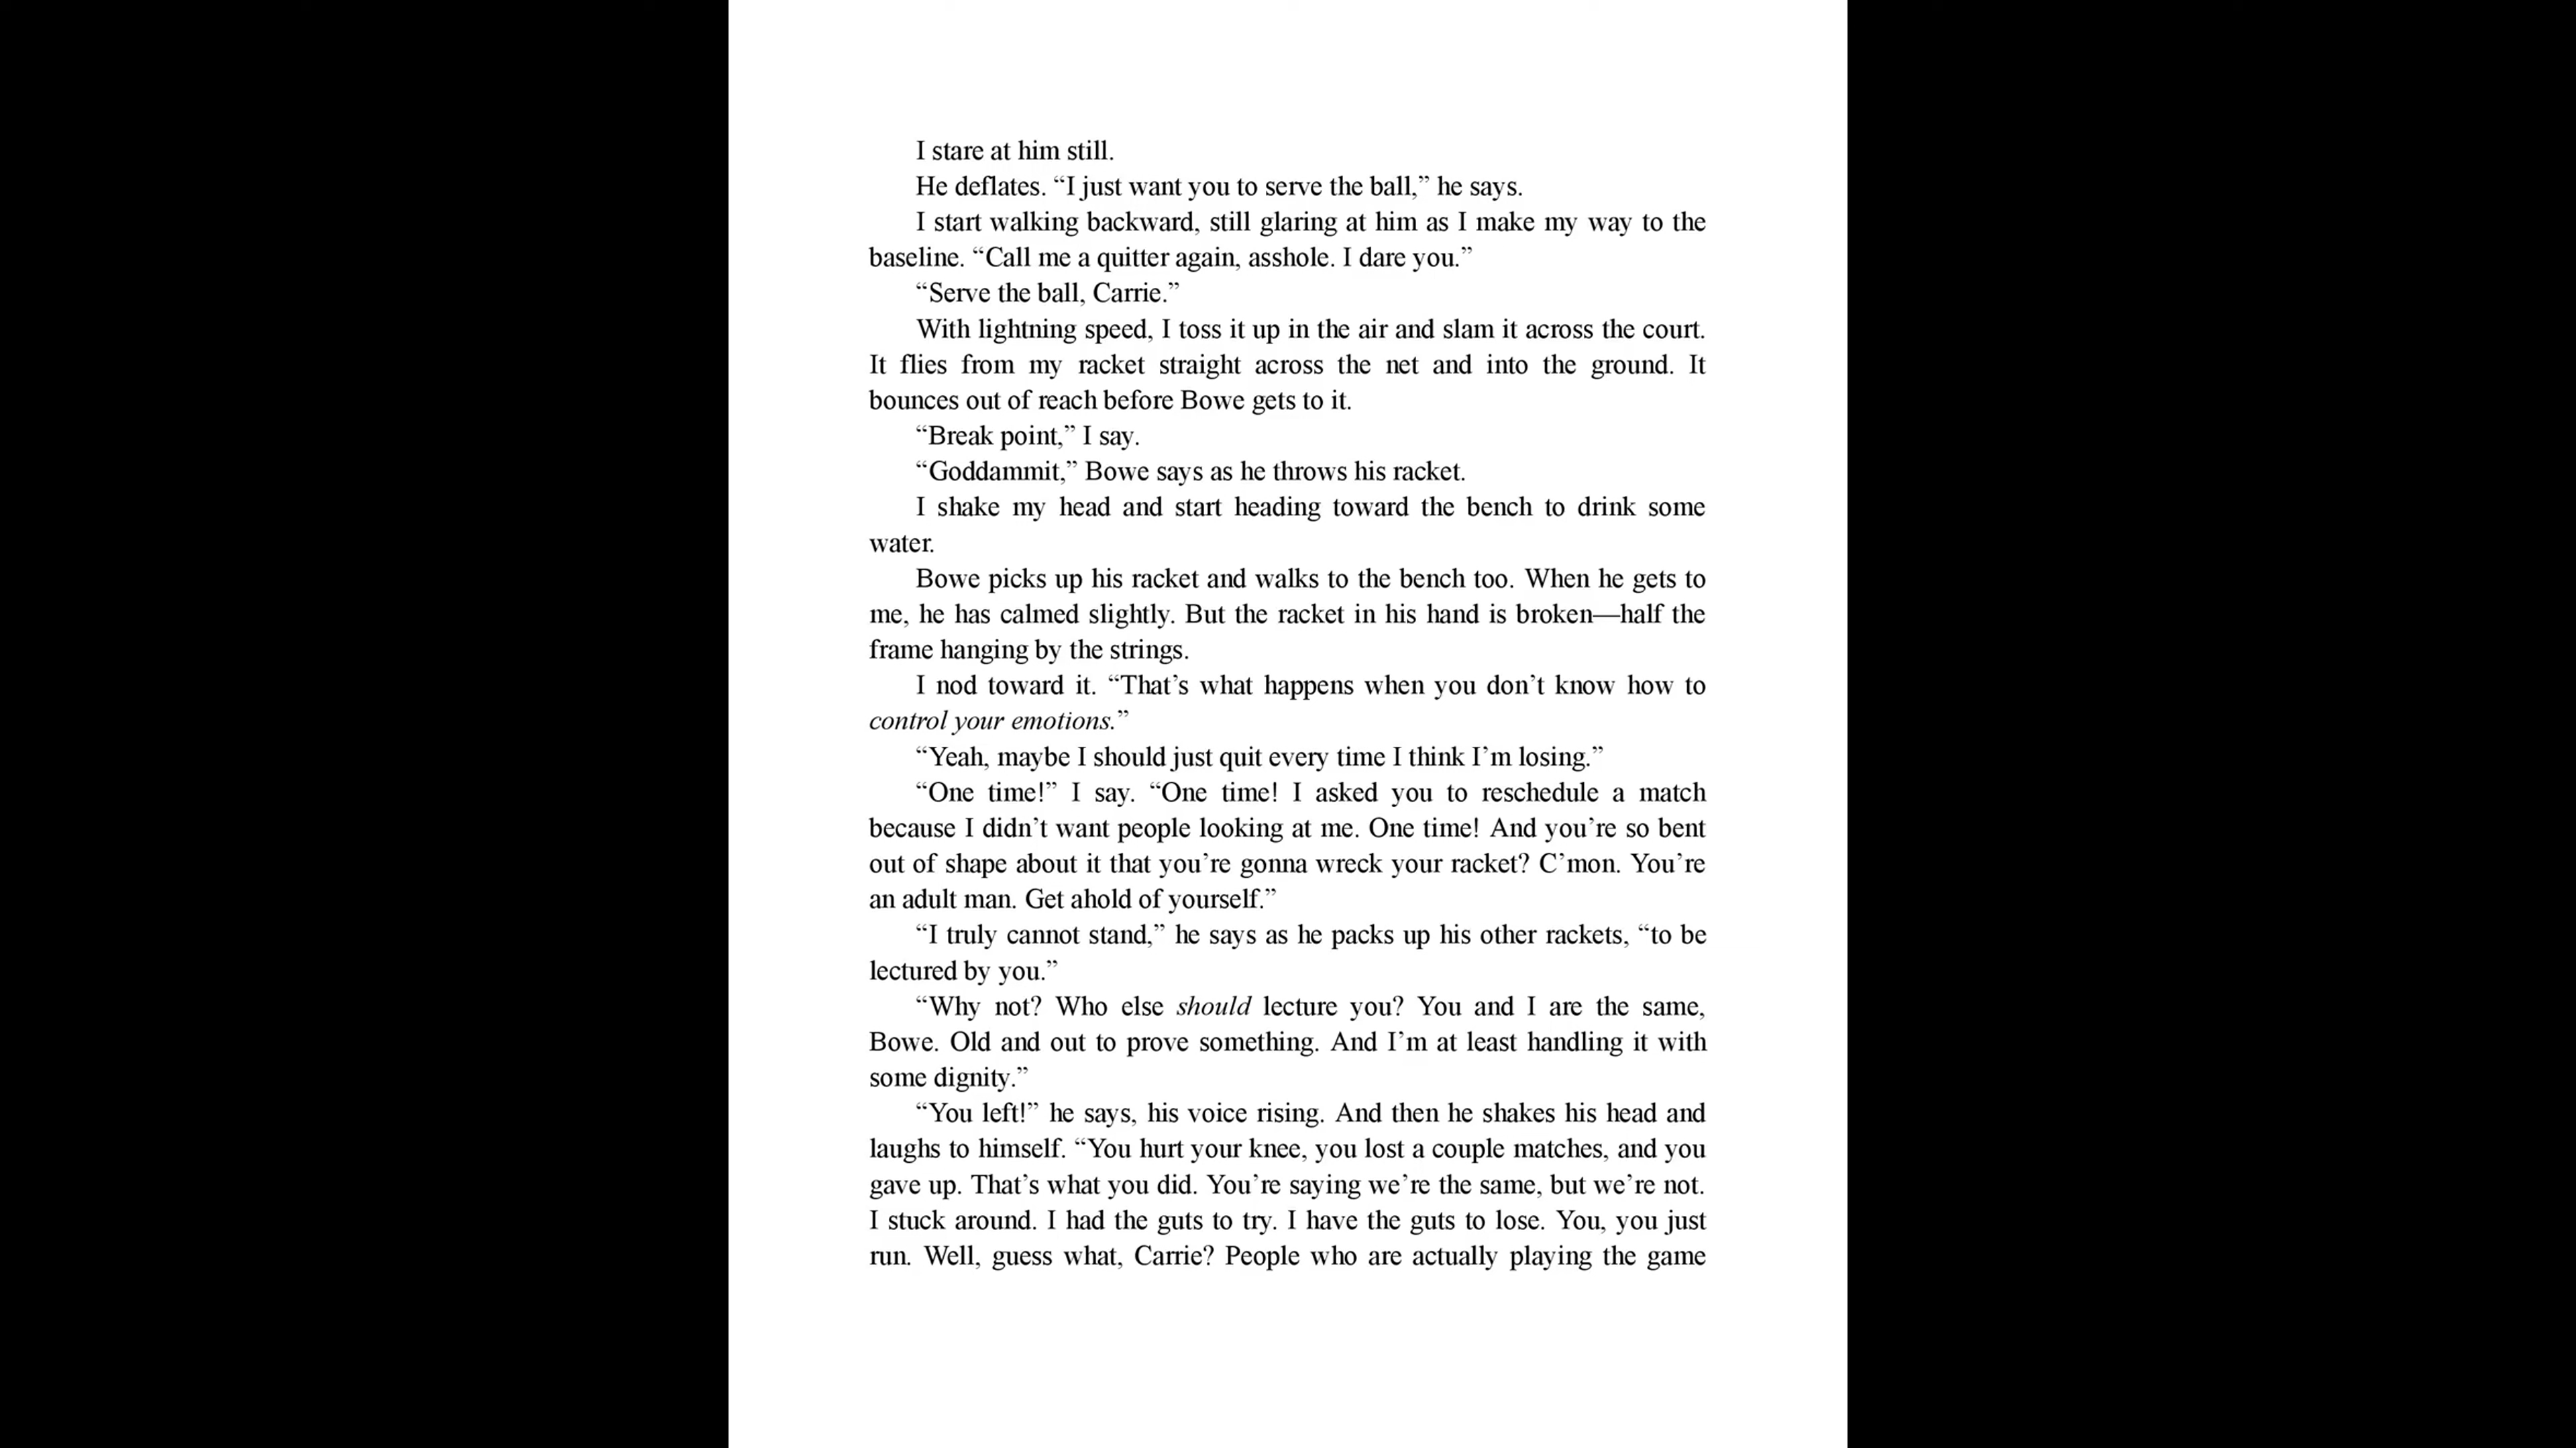 I stare at him still.
He deflates. “I just want you to serve the ball,” he says.
I start walking backward, still glaring at him as I make my way to the
baseline. “Call me a quitter again, asshole. I dare you.”
“Serve the ball, Carrie.”
With lightning speed, I toss it up in the air and slam it across the court.
It flies from my racket straight across the net and into the ground. It
bounces out of reach before Bowe gets to it.
“Break point,” I say.
“Goddammit,” Bowe says as he throws his racket.
I shake my head and start heading toward the bench to drink some
water.
Bowe picks up his racket and walks to the bench too. When he gets to
me, he has calmed slightly. But the racket in his hand is broken—half the
frame hanging by the strings.
I nod toward it. “That’s what happens when you don’t know how to
control your emotions.”
“Yeah, maybe I should just quit every time I think I’m losing.”
“One time!” I say. “One time! I asked you to reschedule a match
because I didn’t want people looking at me. One time! And you’re so bent
out of shape about it that you’re gonna wreck your racket? C’mon. You’re
an adult man. Get ahold of yourself.”
“I truly cannot stand,” he says as he packs up his other rackets, “to be
lectured by you.”
“Why not? Who else should lecture you? You and I are the same,
Bowe. Old and out to prove something. And I’m at least handling it with
some dignity.”
“You left!” he says, his voice rising. And then he shakes his head and
laughs to himself. “You hurt your knee, you lost a couple matches, and you
gave up. That’s what you did. You’re saying we’re the same, but we’re not.
I stuck around. I had the guts to try. I have the guts to lose. You, you just
run. Well, guess what, Carrie? People who are actually playing the game